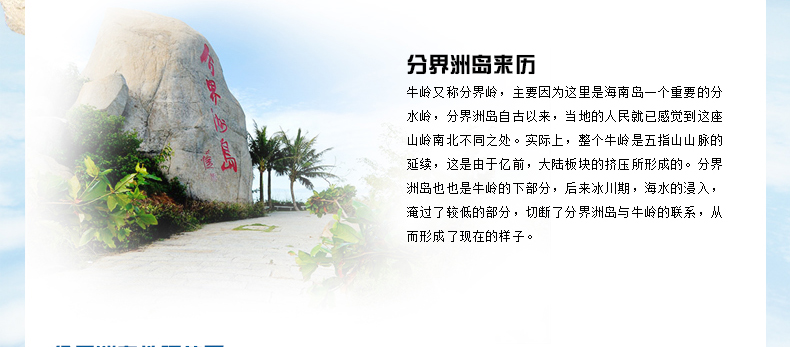 分界洲岛
分界洲岛来历
牛岭又称分界岭，主要因为这里是海南岛一个重要的分
水岭，分界洲岛自古以来，当地的人民就已感觉到这座
山岭南北不同之处。实际上，整个牛岭是五指山山脉的
延续，这是由于亿前，大陆板块的挤压所形成的。分界
洲岛也也是牛岭的下部分，后来冰川期，海水的浸入，
淹过了较低的部分，切断了分界洲岛与牛岭的联系，从
而形成了现在的样子。